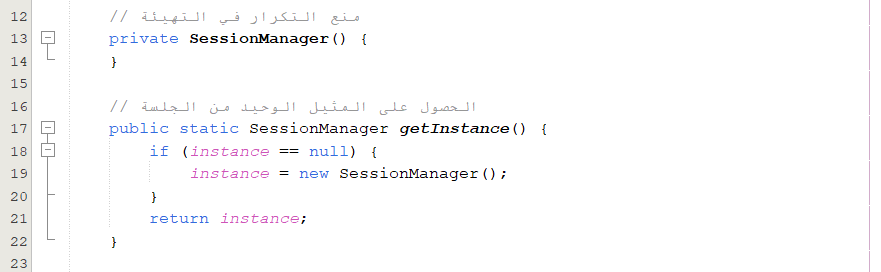 12 // منع التكرار في التهيئة
13 private SessionManager() {
14 }
15
16 // الحصول على المثيل الوحيد من الجلسة
17 public static SessionManager getInstance() {
18 if (instance == null) {
19 instance = new SessionManager();
20 }
21 return instance;
22 }
23